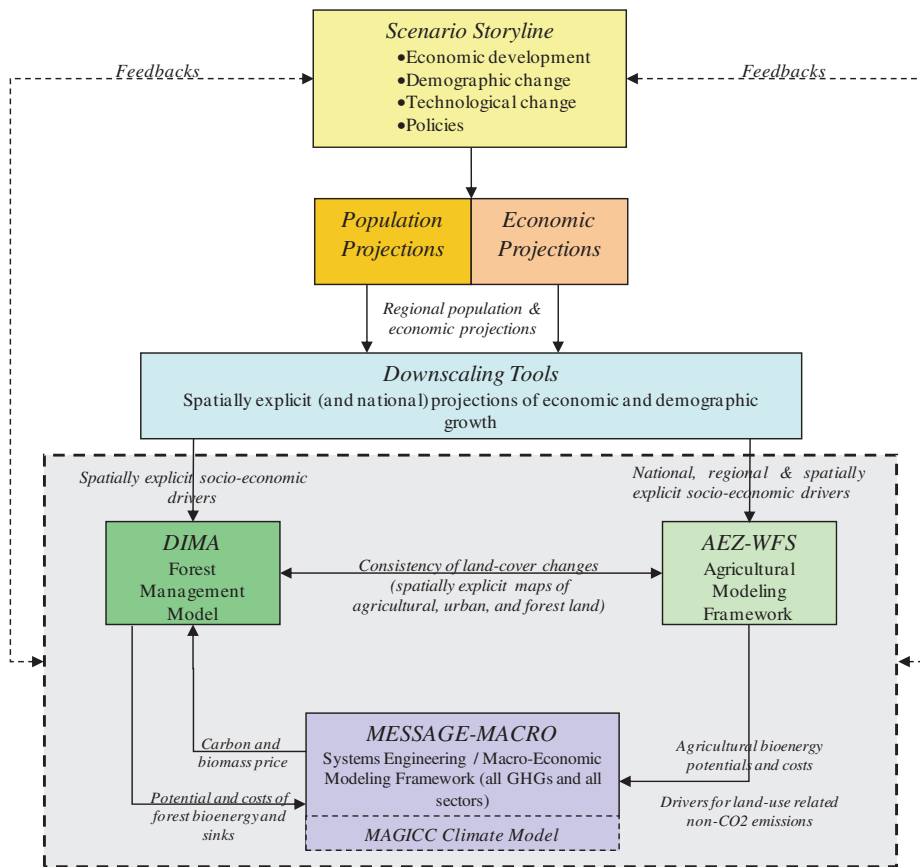 Scenario Storyline
•Economic development
•Demographic change
•Technological change
•Policies
Feedbacks
Feedbacks
Population
Projections
Economic
Projections
Regional population &
economic projections
Downscaling Tools
Spatially explicit (and national) projections of economic and demographic
growth
Spatially explicit socio-economic
drivers
National, regional & spatially
explicit socio-economic drivers
DIMA
Forest
Management
Model
Consistency of land-cover changes
(spatially explicit maps of
agricultural, urban, and forest land)
AEZ-WFS
Agricultural
Modeling
Framework
Carbon and
biomass price
Potential and costs of
forest bioenergy and
sinks
MESSAGE-MACRO
Systems Engineering / Macro-Economic
Modeling Framework (all GHGs and all
sectors)
MAGICC Climate Model
Agricultural bioenergy
potentials and costs
Drivers for land-use related
non-CO2 emissions